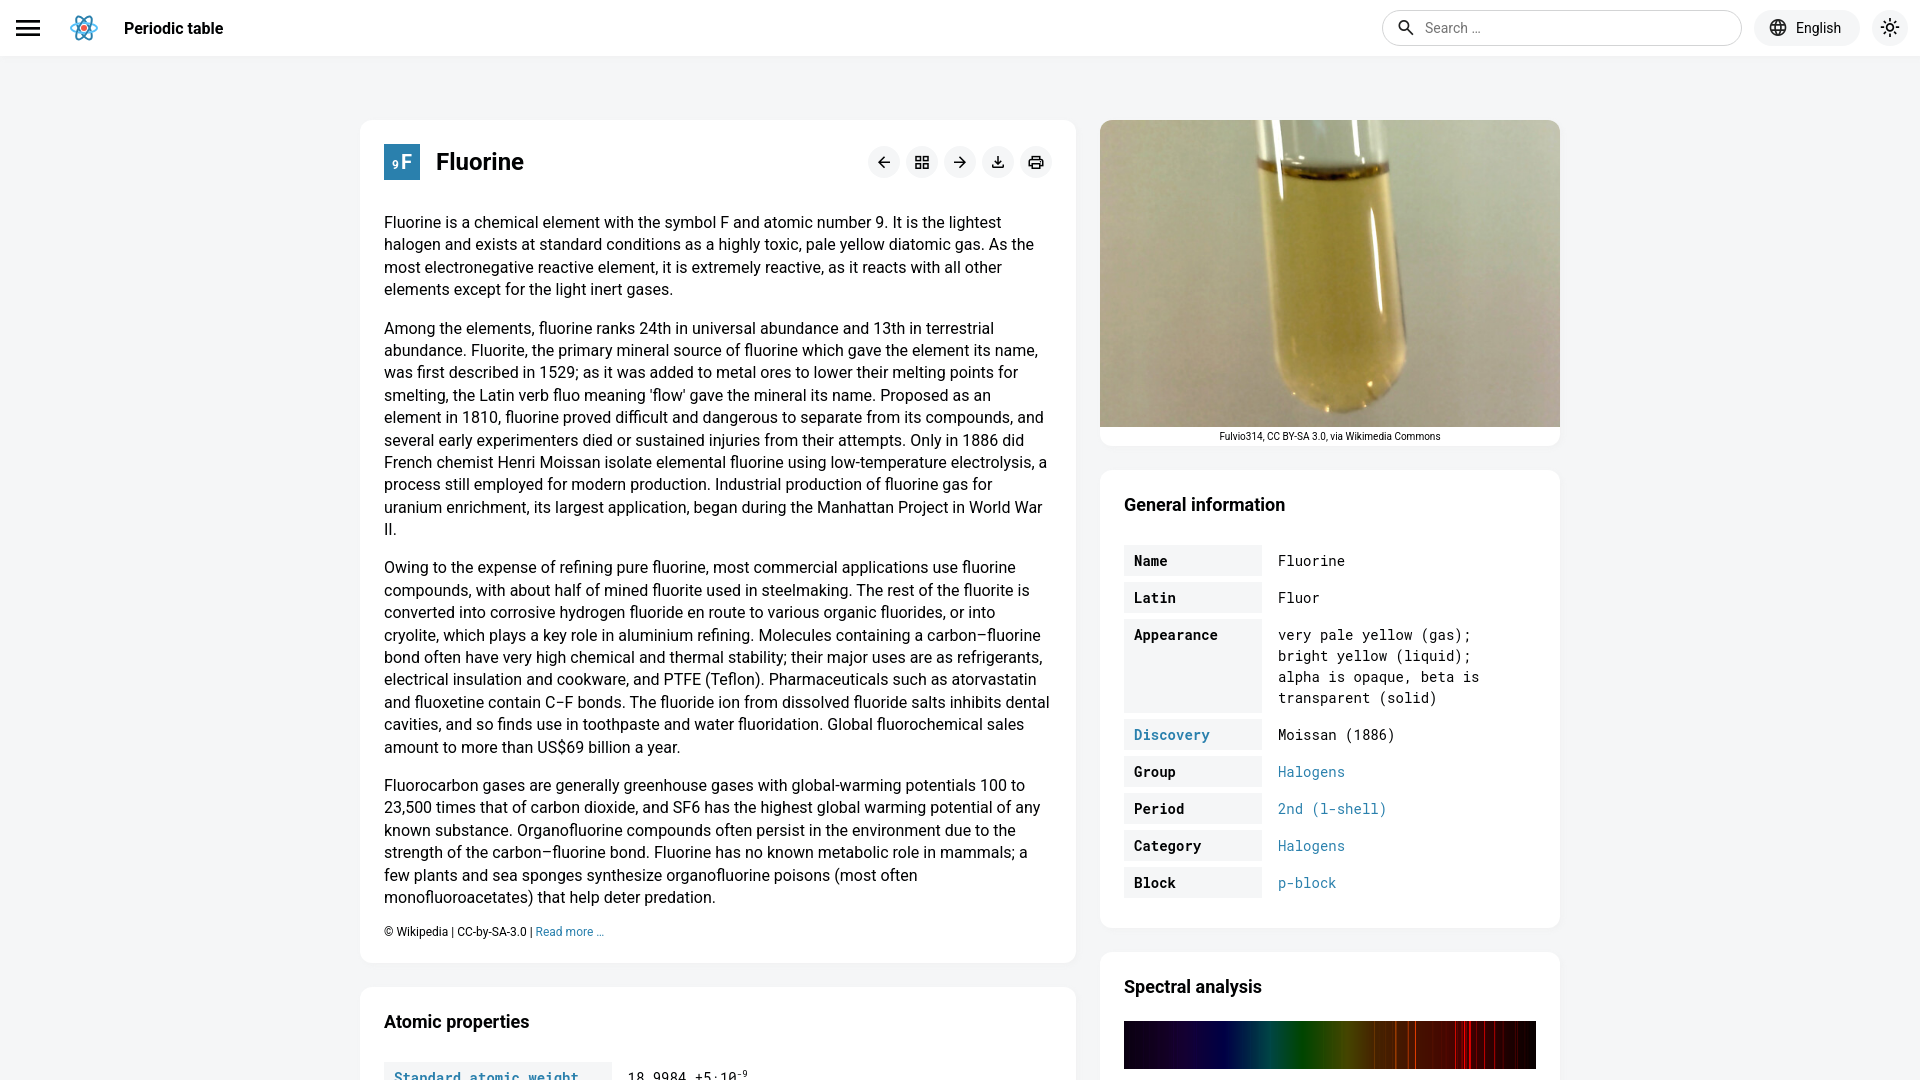 Periodic table
Search …
English
9 F
Fluorine
Fluorine is a chemical element with the symbol F and atomic number 9. It is the lightest
halogen and exists at standard conditions as a highly toxic, pale yellow diatomic gas. As the
most electronegative reactive element, it is extremely reactive, as it reacts with all other
elements except for the light inert gases.
Among the elements, fluorine ranks 24th in universal abundance and 13th in terrestrial
abundance. Fluorite, the primary mineral source of fluorine which gave the element its name,
was first described in 1529; as it was added to metal ores to lower their melting points for
smelting, the Latin verb fluo meaning 'flow' gave the mineral its name. Proposed as an
element in 1810, fluorine proved difficult and dangerous to separate from its compounds, and
several early experimenters died or sustained injuries from their attempts. Only in 1886 did
French chemist Henri Moissan isolate elemental fluorine using low-temperature electrolysis, a
process still employed for modern production. Industrial production of fluorine gas for
uranium enrichment, its largest application, began during the Manhattan Project in World War
II.
Owing to the expense of refining pure fluorine, most commercial applications use fluorine
compounds, with about half of mined fluorite used in steelmaking. The rest of the fluorite is
converted into corrosive hydrogen fluoride en route to various organic fluorides, or into
cryolite, which plays a key role in aluminium refining. Molecules containing a carbon–fluorine
bond often have very high chemical and thermal stability; their major uses are as refrigerants,
electrical insulation and cookware, and PTFE (Teflon). Pharmaceuticals such as atorvastatin
and fluoxetine contain C−F bonds. The fluoride ion from dissolved fluoride salts inhibits dental
cavities, and so finds use in toothpaste and water fluoridation. Global fluorochemical sales
amount to more than US$69 billion a year.
Fluorocarbon gases are generally greenhouse gases with global-warming potentials 100 to
23,500 times that of carbon dioxide, and SF6 has the highest global warming potential of any
known substance. Organofluorine compounds often persist in the environment due to the
strength of the carbon–fluorine bond. Fluorine has no known metabolic role in mammals; a
few plants and sea sponges synthesize organofluorine poisons (most often
monofluoroacetates) that help deter predation.
© Wikipedia | CC-by-SA-3.0 | Read more …
Atomic properties
Standard atomic weight 18.9984 ±5·10⁻⁹
Fulvio314, CC BY-SA 3.0, via Wikimedia Commons
General information
Name Fluorine
Latin Fluor
Appearance very pale yellow (gas);
bright yellow (liquid);
alpha is opaque, beta is
transparent (solid)
Discovery Moissan (1886)
Group Halogens
Period 2nd (l-shell)
Category Halogens
Block p-block
Spectral analysis